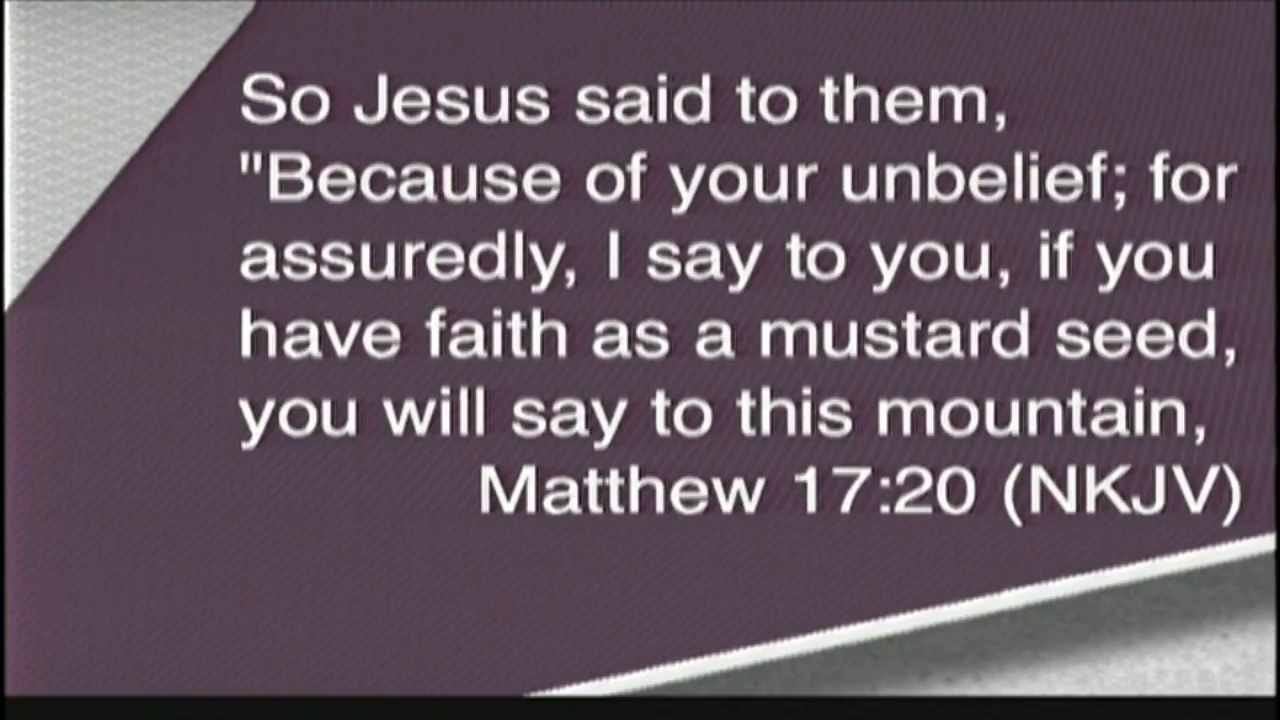 So Jesus said to them,
"Because of your unbelief; for
assuredly, I say to you, if you
have faith as a mustard seed,
you will say to this mountain,
Matthew 17:20 (NKJV)